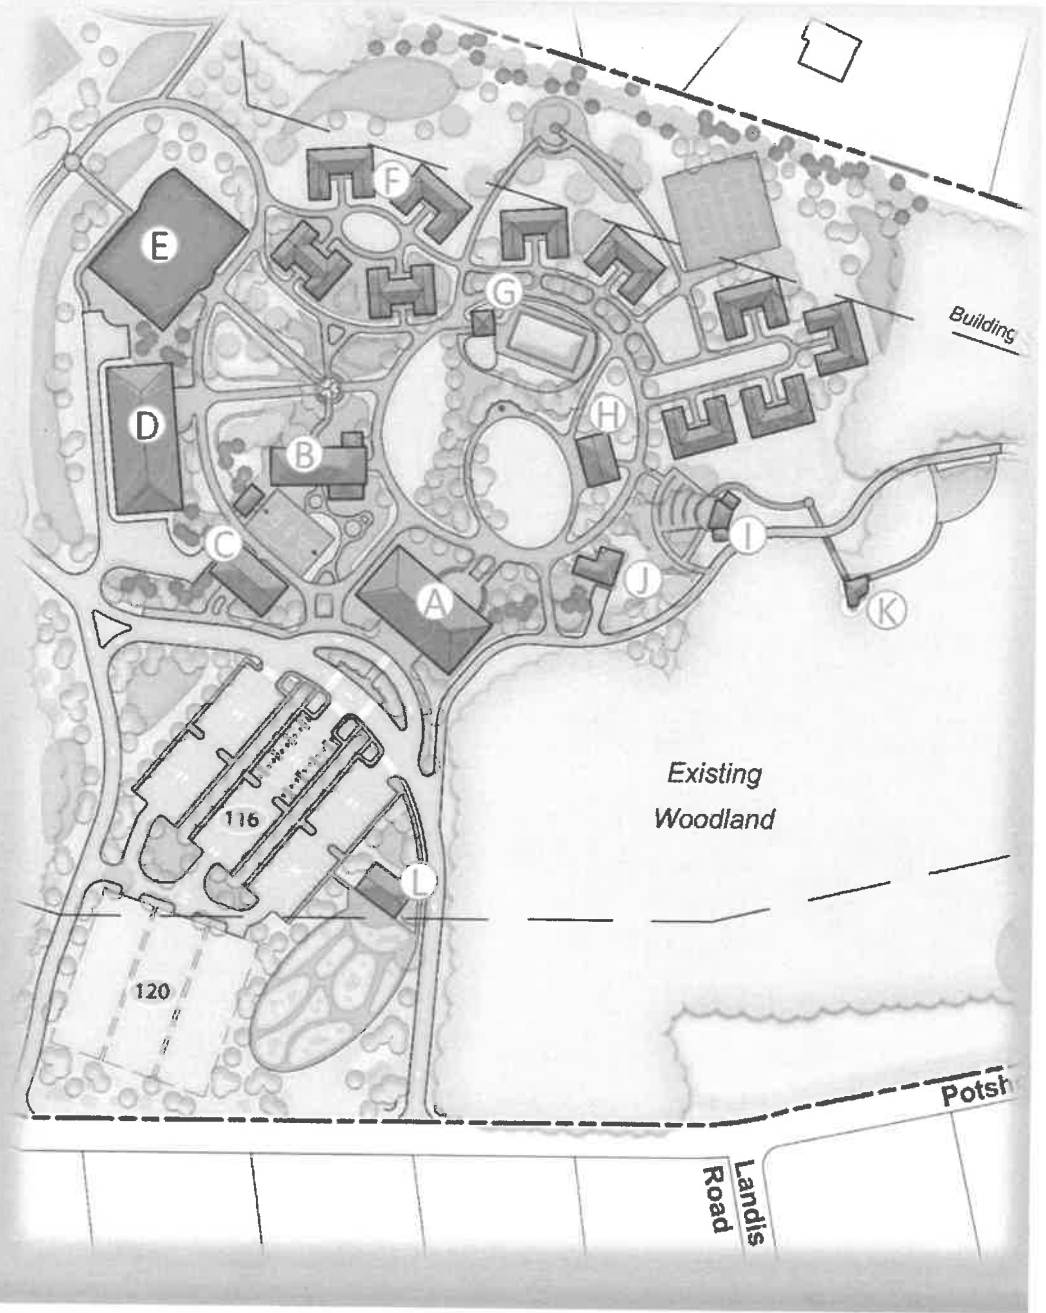 F
E
G
Building
D
B
H
C
I
A
J
K
Existing
Woodland
116
L
120
Potsh
Landis
Road